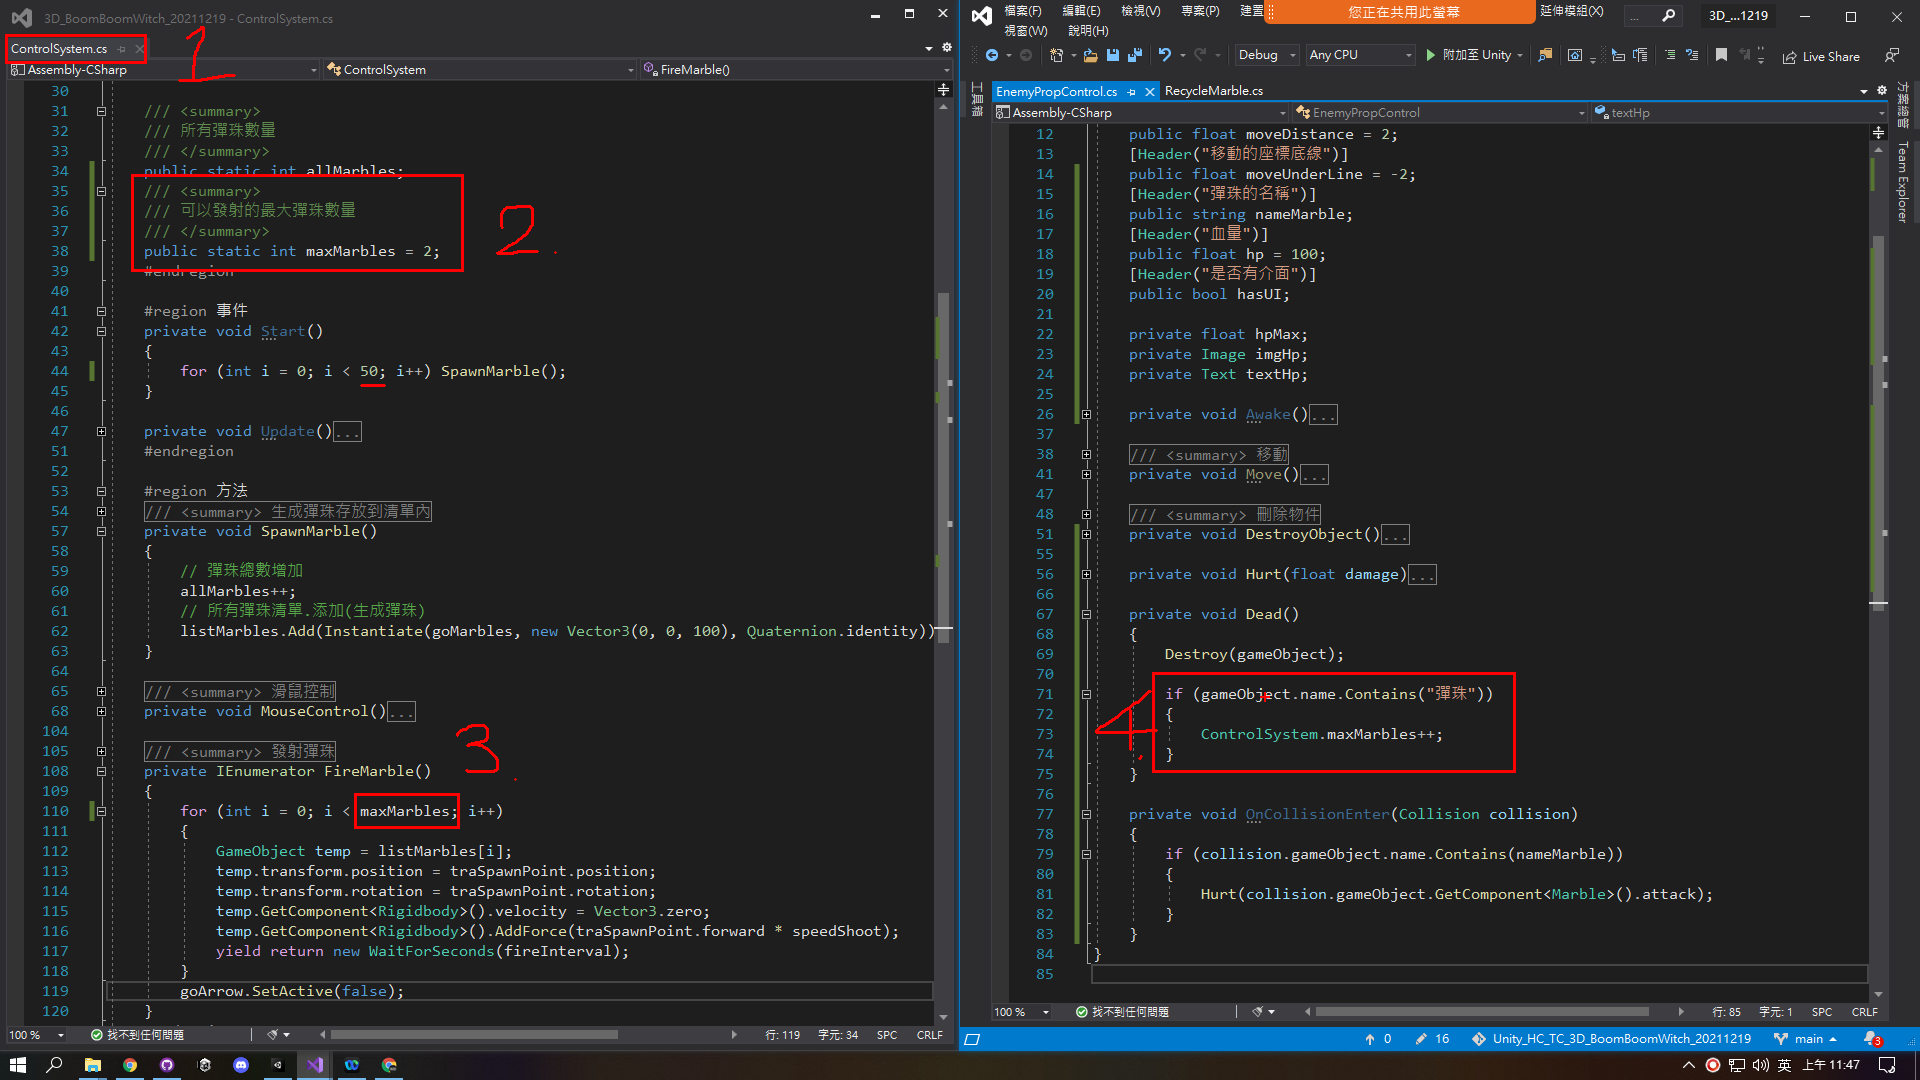 3D_BoomBoomWitch_20211219 - ControlSystem.cs
ControlSystem.cs
1
Assembly-CSharp
ControlSystem
FireMarble()
30
31 /// <summary>
32 /// 所有彈珠數量
33 /// </summary>
34 public static int allMarbles;
35 /// <summary>
36 /// 可以發射的最大彈珠數量
37 /// </summary>
38 public static int maxMarbles = 2;
2.
39 #endregion
40
41 #region 事件
42 private void Start()
43 {
44 for (int i = 0; i < 50; i++) SpawnMarble();
45 }
46
47 private void Update()...
51 #endregion
52
53 #region 方法
54 /// <summary> 生成彈珠存放到清單內
57 private void SpawnMarble()
58 {
59 // 彈珠總數增加
60 allMarbles++;
61 // 所有彈珠清單.添加(生成彈珠)
62 listMarbles.Add(Instantiate(goMarbles, new Vector3(0, 0, 100), Quaternion.identity))
63 }
64
65 /// <summary> 滑鼠控制
68 private void MouseControl()...
104
105 /// <summary> 發射彈珠
3
108 private IEnumerator FireMarble()
109 {
110 for (int i = 0; i < maxMarbles; i++)
111 {
112 GameObject temp = listMarbles[i];
113 temp.transform.position = traSpawnPoint.position;
114 temp.transform.rotation = traSpawnPoint.rotation;
115 temp.GetComponent<Rigidbody>().velocity = Vector3.zero;
116 temp.GetComponent<Rigidbody>().AddForce(traSpawnPoint.forward * speedShoot);
117 yield return new WaitForSeconds(fireInterval);
118 }
119 goArrow.SetActive(false);
120 }
100 %
找不到任何問題
行: 119
字元: 34
SPC
CRLF
檔案(F)
編輯(E)
檢視(V)
專案(P)
建置
您正在共用此螢幕
延伸模組(X)
...
3D_...1219
視窗(W)
說明(H)
Debug
Any CPU
附加至 Unity
Live Share
工具箱
EnemyPropControl.cs
RecycleMarble.cs
方案總管
Team Explorer
Assembly-CSharp
EnemyPropControl
textHp
12 public float moveDistance = 2;
13 [Header("移動的座標底線")]
14 public float moveUnderLine = -2;
15 [Header("彈珠的名稱")]
16 public string nameMarble;
17 [Header("血量")]
18 public float hp = 100;
19 [Header("是否有介面")]
20 public bool hasUI;
21
22 private float hpMax;
23 private Image imgHp;
24 private Text textHp;
25
26 private void Awake()...
37
38 /// <summary> 移動
41 private void Move()...
47
48 /// <summary> 刪除物件
51 private void DestroyObject()...
55
56 private void Hurt(float damage)...
66
67 private void Dead()
68 {
69 Destroy(gameObject);
70
71 if (gameObject.name.Contains("彈珠"))
72 {
73 ControlSystem.maxMarbles++;
74 }
4.
75 }
76
77 private void OnCollisionEnter(Collision collision)
78 {
79 if (collision.gameObject.name.Contains(nameMarble))
80 {
81 Hurt(collision.gameObject.GetComponent<Marble>().attack);
82 }
83 }
84 }
85
100 %
找不到任何問題
行: 85
字元: 1
SPC
CRLF
0
16
Unity_HC_TC_3D_BoomBoomWitch_20211219
main
3
英
上午 11:47